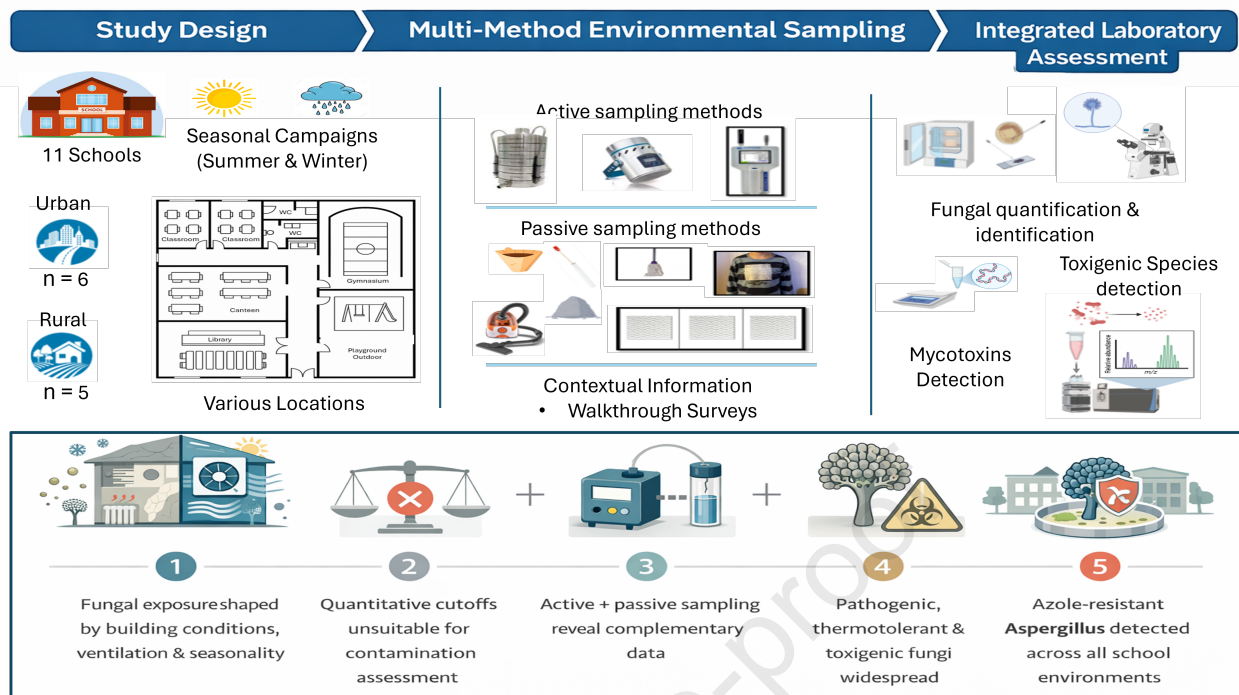 Study Design
Multi-Method Environmental Sampling
Integrated Laboratory
Assessment
SCHOOL
11 Schools
Seasonal Campaigns
(Summer & Winter)
Urban
n = 6
Rural
n = 5
Classroom
Classroom
WC
WC
Gymnasium
Canteen
Library
Playground
Outdoor
Various Locations
Active sampling methods
Passive sampling methods
Contextual Information
• Walkthrough Surveys
Fungal quantification &
identification
Toxigenic Species
detection
Mycotoxins
Detection
Relative abundance
m/z
1
Fungal exposure shaped
by building conditions,
ventilation & seasonality
2
Quantitative cutoffs
unsuitable for
contamination
assessment
3
Active + passive sampling
reveal complementary
data
4
Pathogenic,
thermotolerant &
toxigenic fungi
widespread
5
Azole-resistant
Aspergillus detected
across all school
environments